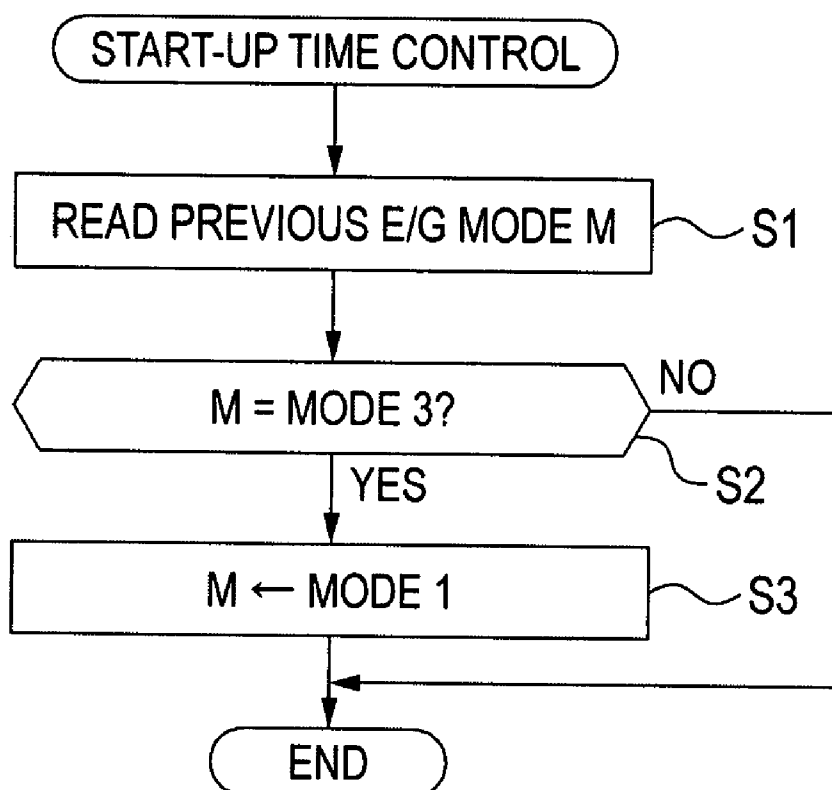 START-UP TIME CONTROL
READ PREVIOUS E/G MODE M
S1
M = MODE 3?
NO
S2
YES
M ← MODE 1
S3
END